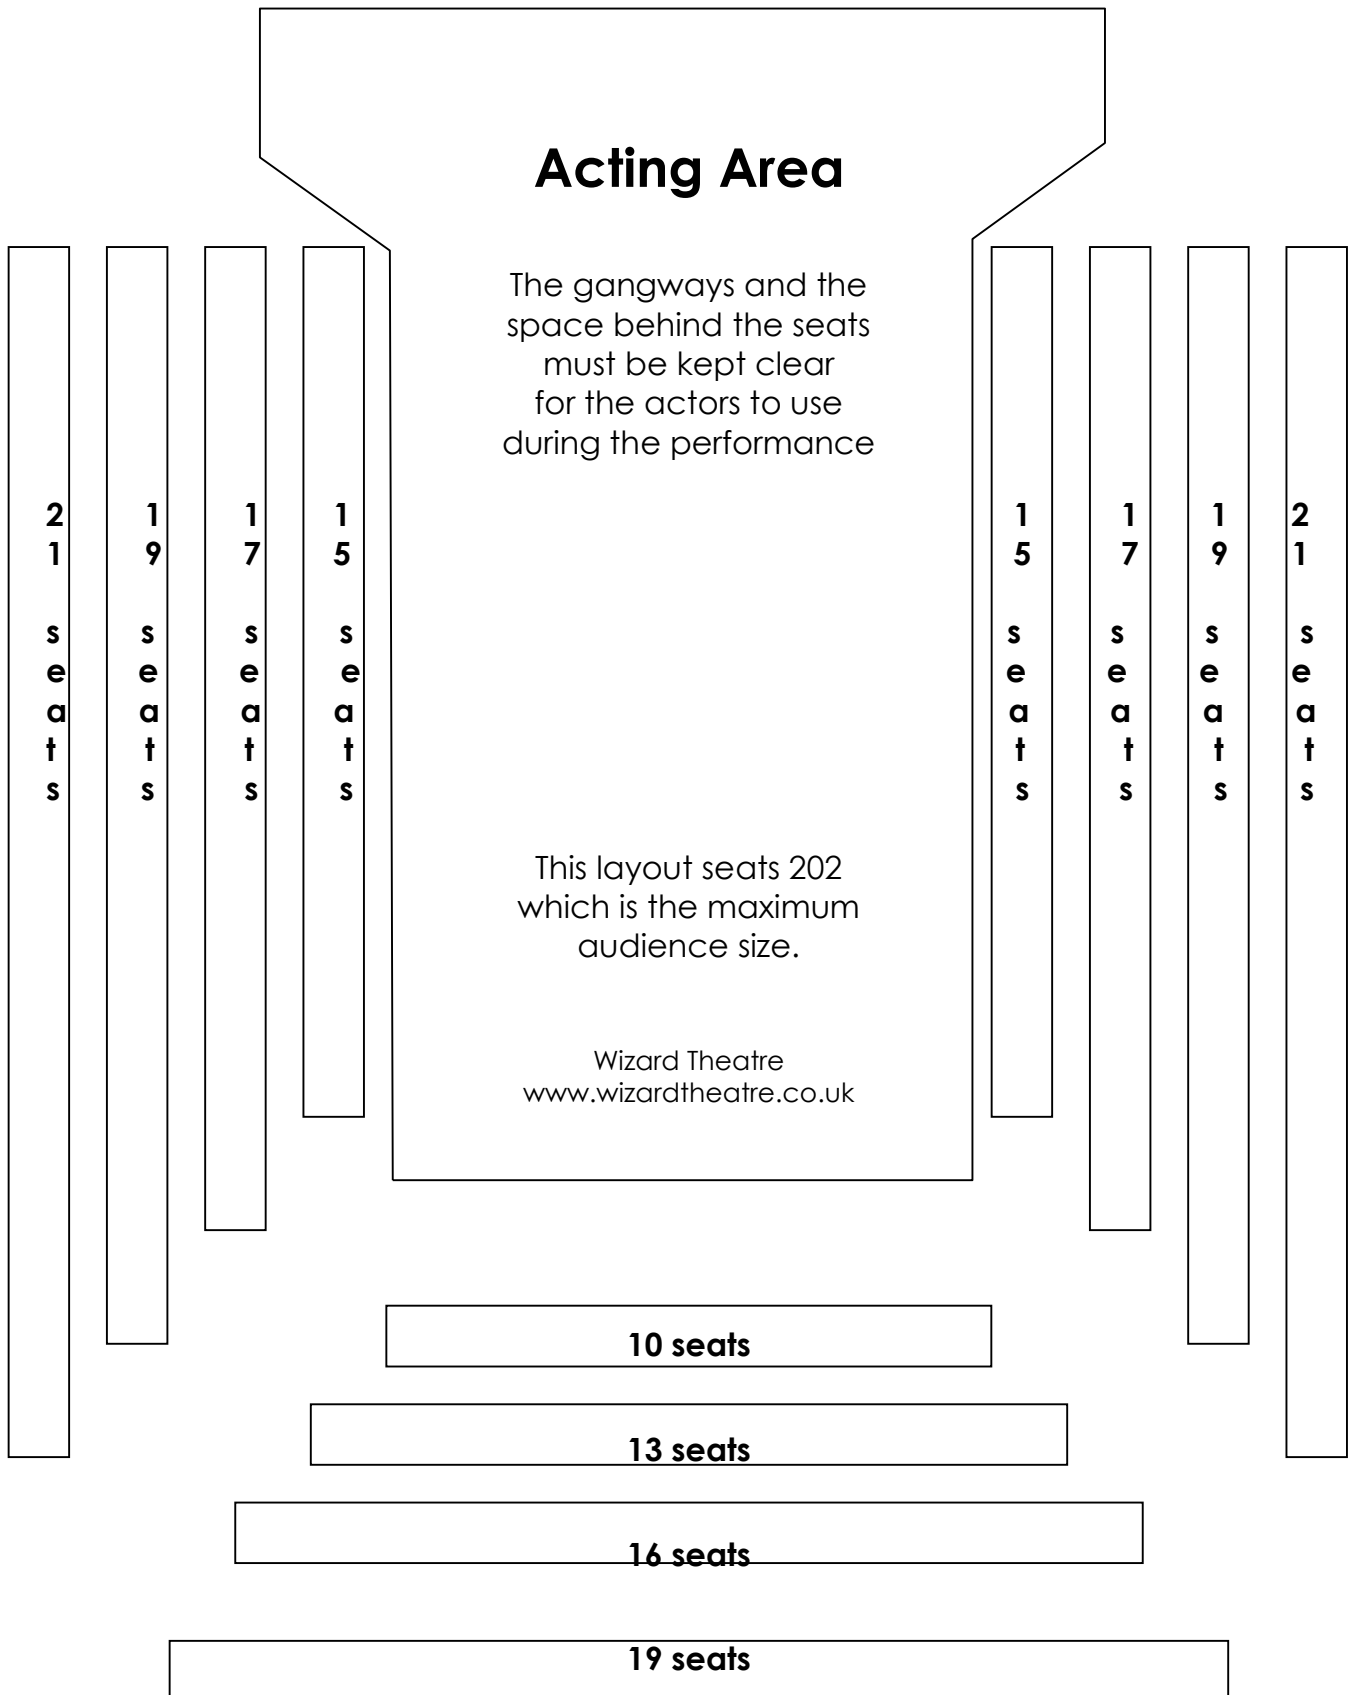 Acting Area
The gangways and the
space behind the seats
must be kept clear
for the actors to use
during the performance
21 seats
19 seats
17 seats
15 seats
15 seats
17 seats
19 seats
21 seats
This layout seats 202
which is the maximum
audience size.
Wizard Theatre
www.wizardtheatre.co.uk
10 seats
13 seats
16 seats
19 seats